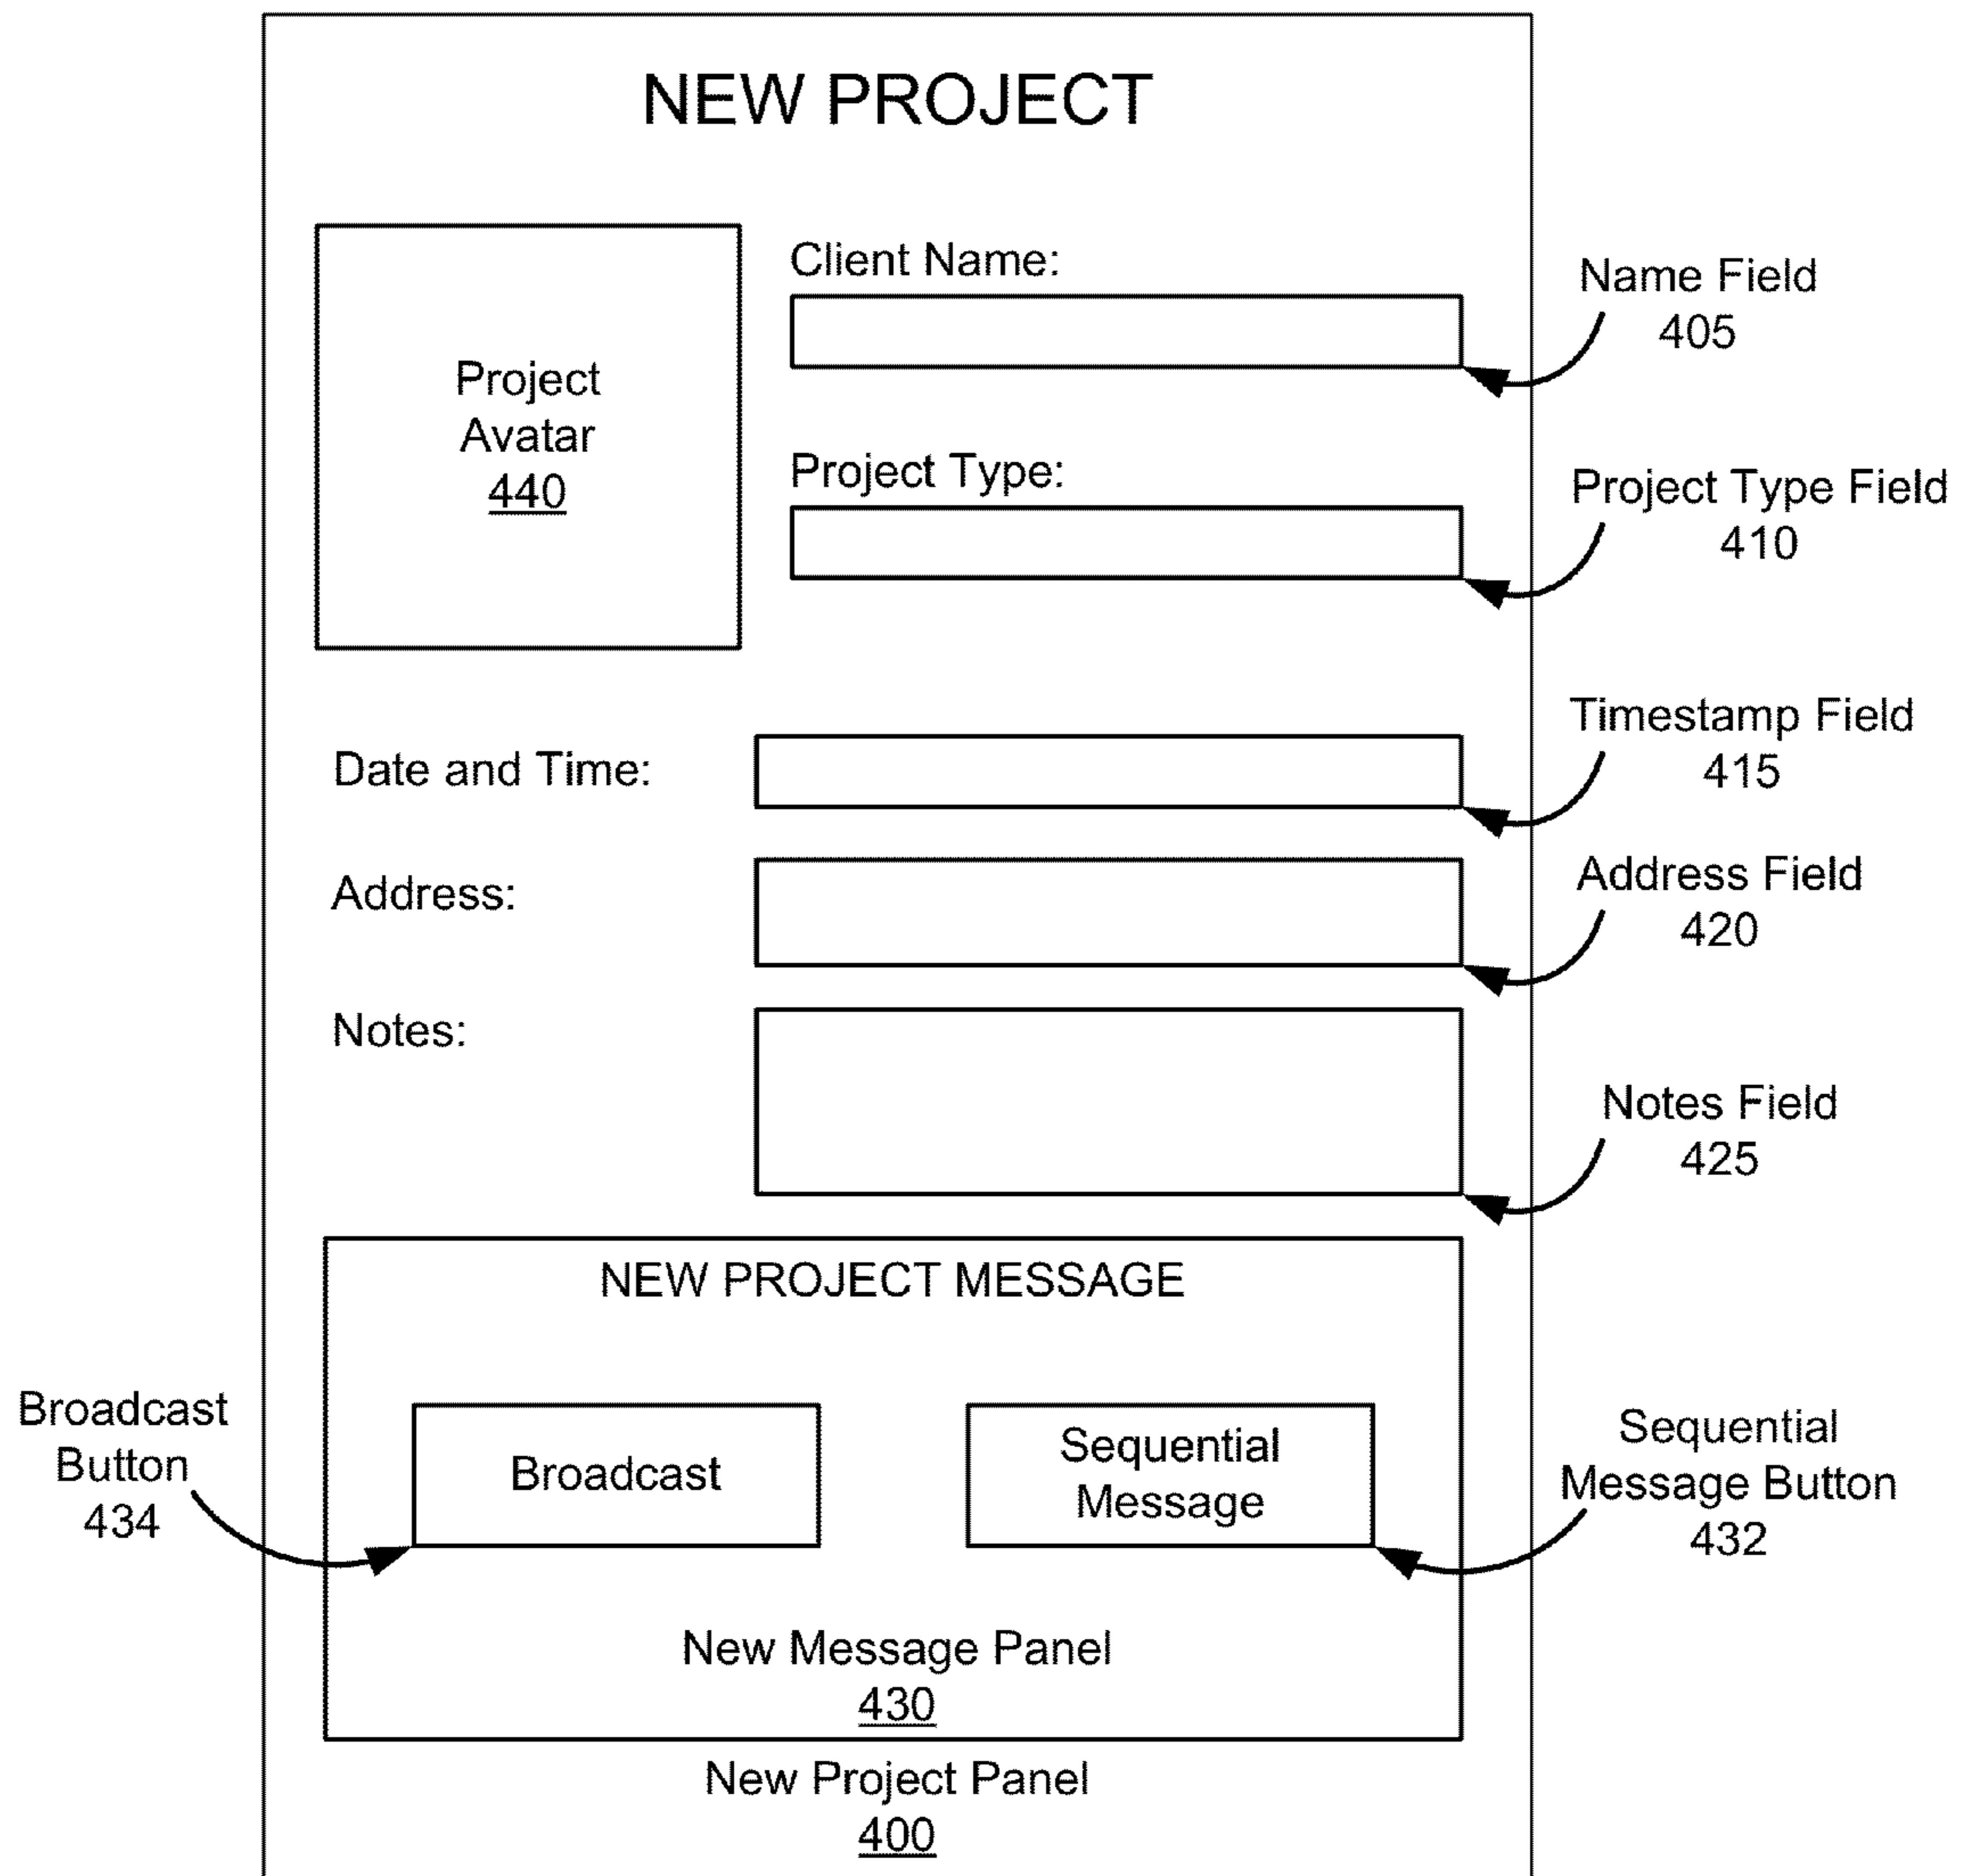 NEW PROJECT
Project
Avatar
440
Client Name:
Name Field
405
Project Type:
Project Type Field
410
Date and Time:
Timestamp Field
415
Address:
Address Field
420
Notes:
Notes Field
425
NEW PROJECT MESSAGE
Broadcast
Button
434
Broadcast
Sequential
Message
Sequential
Message Button
432
New Message Panel
430
New Project Panel
400